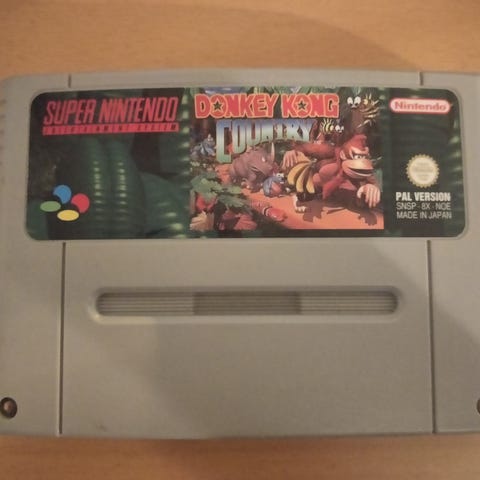 SUPER NINTENDO
ENTERTAINMENT SYSTEM
DONKEY KONG
COUNTRY
Nintendo
PAL VERSION
SNSP - 8X - NOE
MADE IN JAPAN